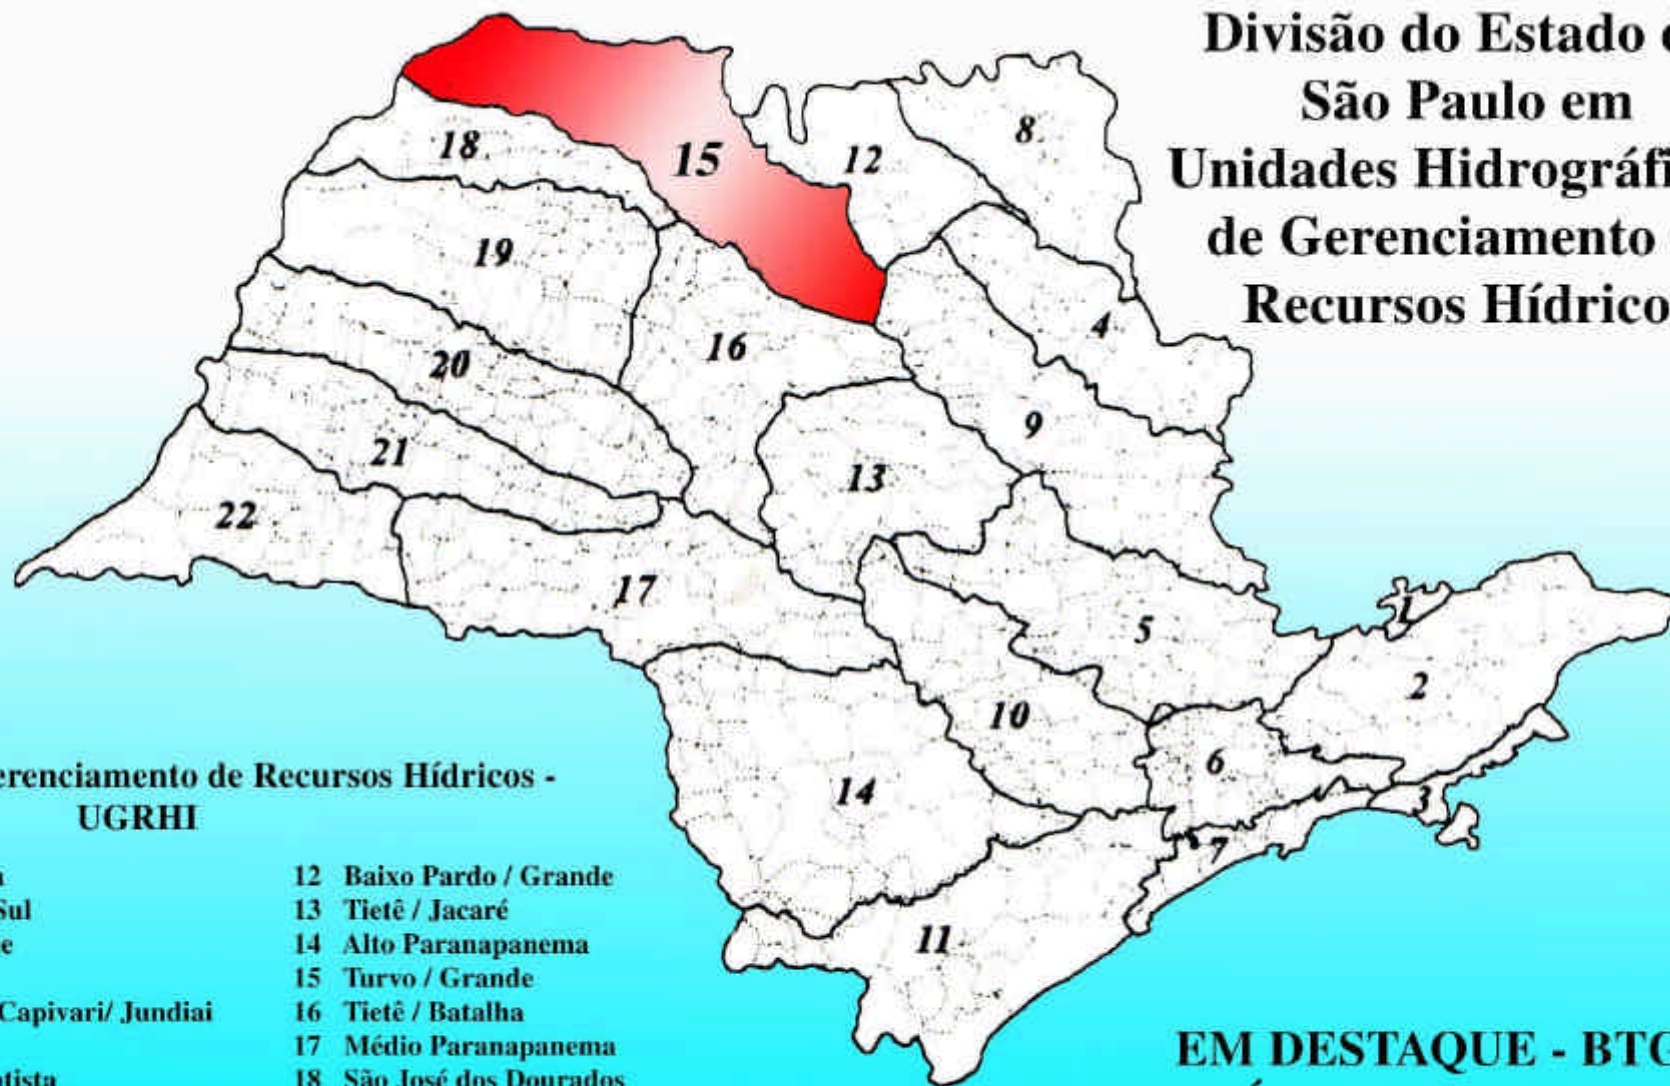 Divisão do Estado
São Paulo em
Unidades Hidrográfi
de Gerenciamento
Recursos Hídrico
15
18
12
8
19
16
4
20
9
21
13
22
17
5
1
2
10
6
14
3
7
11
erenciamento de Recursos Hídricos -
UGRHI
Sul
Capivari/ Jundiai
tista
12 Baixo Pardo / Grande
13 Tietê / Jacaré
14 Alto Paranapanema
15 Turvo / Grande
16 Tietê / Batalha
17 Médio Paranapanema
18 São José dos Dourados
EM DESTAQUE - BTG